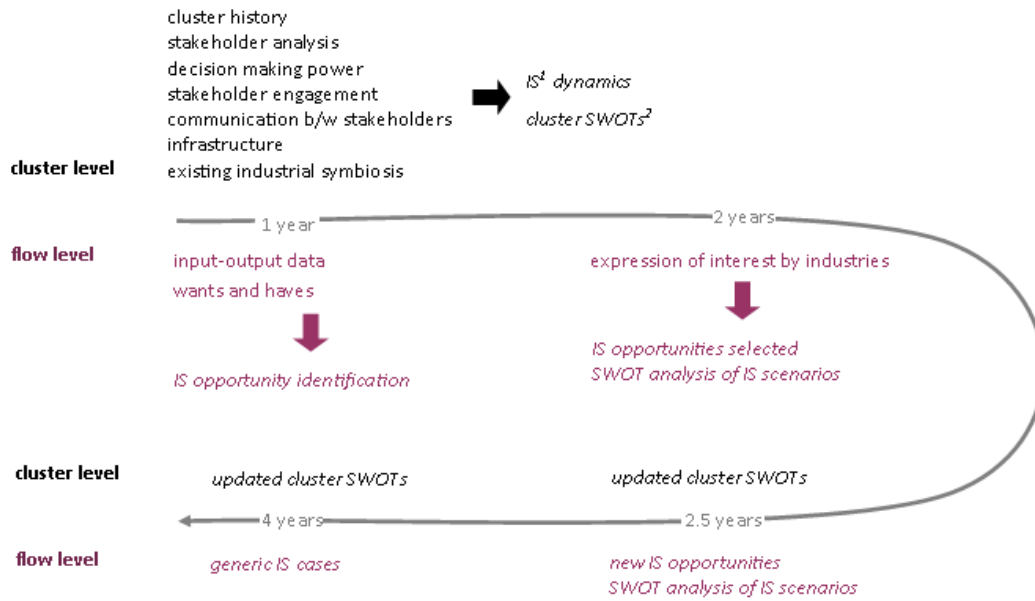 cluster history
stakeholder analysis
decision making power
stakeholder engagement
communication b/w stakeholders
infrastructure
existing industrial symbiosis
IS¹ dynamics
cluster SWOTs²
cluster level
1 year
2 years
flow level
input-output data
wants and haves
IS opportunity identification
expression of interest by industries
IS opportunities selected
SWOT analysis of IS scenarios
cluster level
updated cluster SWOTs
updated cluster SWOTs
4 years
2.5 years
flow level
generic IS cases
new IS opportunities
SWOT analysis of IS scenarios